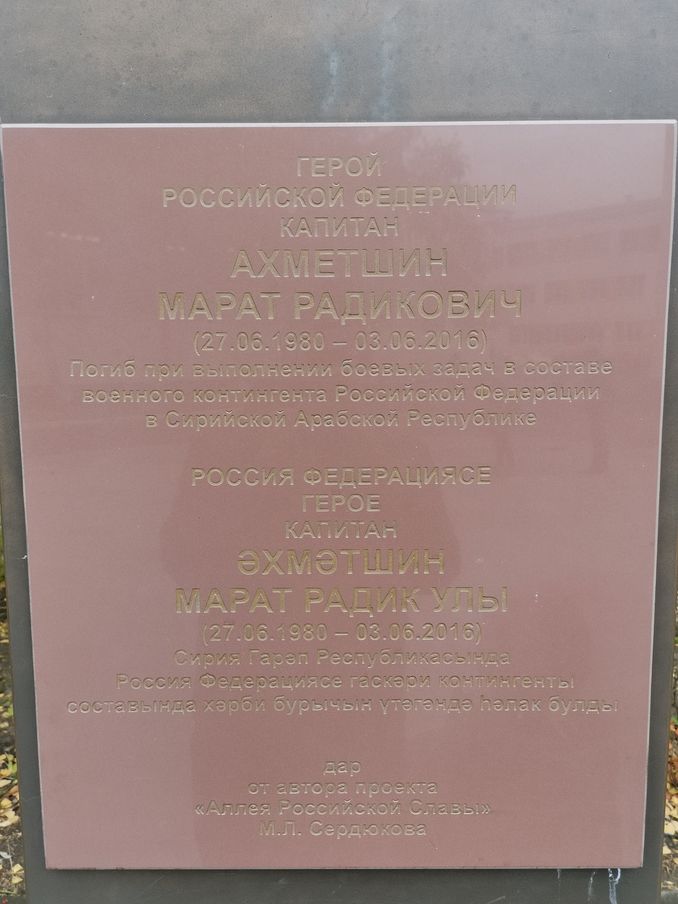 ГЕРОЙ
РОССИЙСКОЙ ФЕДЕРАЦИИ
КАПИТАН
АХМЕТШИН
МАРАТ РАДИКОВИЧ
(27.06.1980 – 03.06.2016)
Погиб при выполнении боевых задач в составе
военного контингента Российской Федерации
в Сирийской Арабской Республике
РОССИЯ ФЕДЕРАЦИЯСЕ
ГЕРОЕ
КАПИТАН
ӘХМӘТШИН
МАРАТ РАДИК УЛЫ
(27.06.1980 – 03.06.2016)
Сирия Гарәп Республикасында
Россия Федерациясе гаскәри контингенты
составында хәрби бурычын үтәгәндә һәлак булды
дар
от автора проекта
«Аллея Российской Славы»
М.Л. Сердюкова